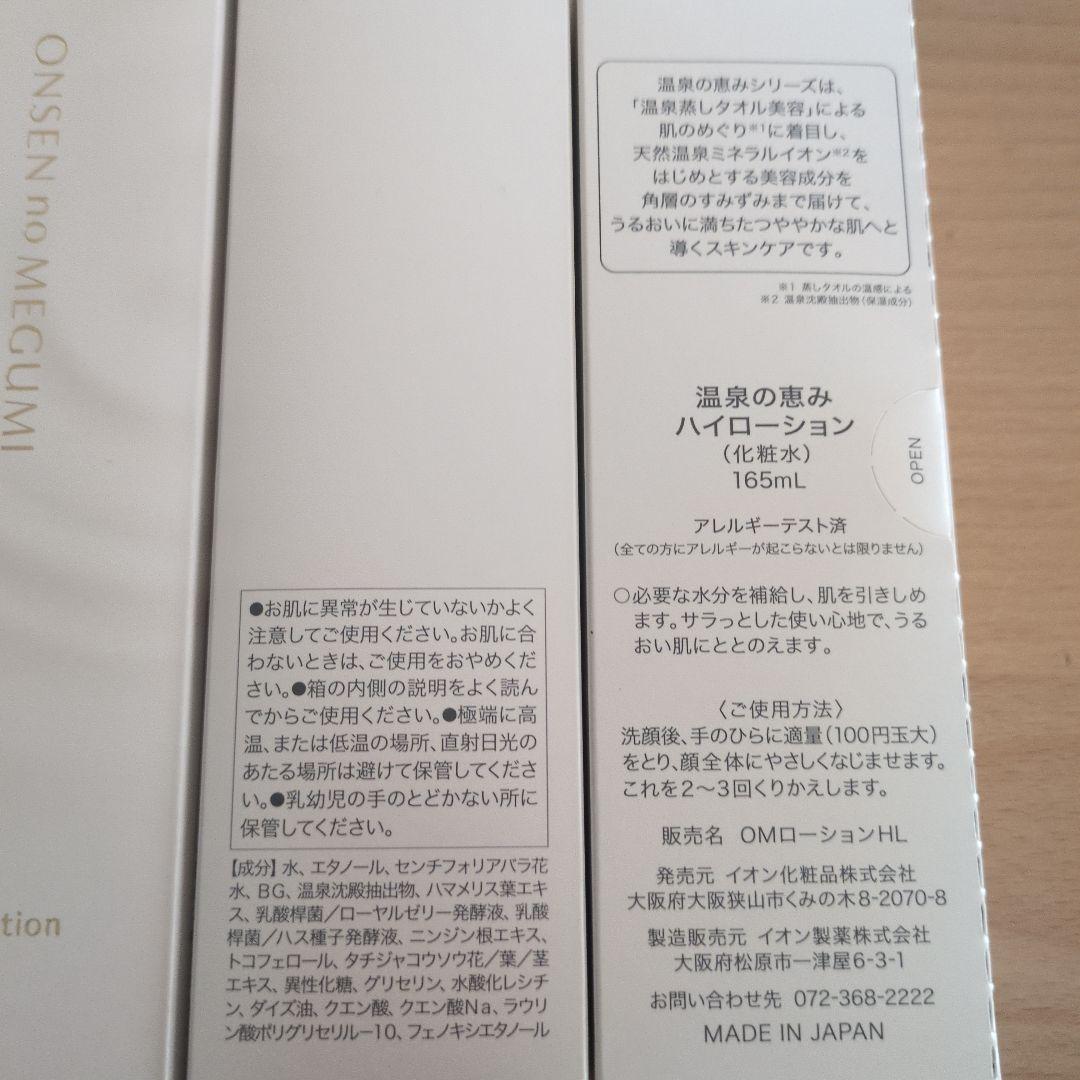 ONSEN no MEGUMI
tion
●お肌に異常が生じていないかよく
注意してご使用ください。お肌に合
わないときは、ご使用をおやめくだ
さい。●箱の内側の説明をよく読ん
でからご使用ください。●極端に高
温、または低温の場所、直射日光の
あたる場所は避けて保管してくださ
い。●乳幼児の手のとどかない所に
保管してください。
【成分】水、エタノール、センチフォリアバラ花
水、BG、温泉沈殿抽出物、ハマメリス葉エキ
ス、乳酸桿菌/ローヤルゼリー発酵液、乳酸
桿菌/ハス種子発酵液、ニンジン根エキス、
トコフェロール、タチジャコウソウ花/葉/茎
エキス、異性化糖、グリセリン、水酸化レシチ
ン、ダイズ油、クエン酸、クエン酸Na、ラウリ
ン酸ポリグリセリル-10、フェノキシエタノール
温泉の恵みシリーズは、
「温泉蒸しタオル美容」による
肌のめぐり※1に着目し、
天然温泉ミネラルイオン※2を
はじめとする美容成分を
角層のすみずみまで届けて、
うるおいに満ちたつややかな肌へと
導くスキンケアです。
※1 蒸しタオルの温感による
※2 温泉沈殿抽出物(保湿成分)
温泉の恵み
ハイローション
(化粧水)
165mL
OPEN
アレルギーテスト済
(全ての方にアレルギーが起こらないとは限りません)
○必要な水分を補給し、肌を引きしめ
ます。サラっとした使い心地で、うる
おい肌にととのえます。
〈ご使用方法〉
洗顔後、手のひらに適量(100円玉大)
をとり、顔全体にやさしくなじませます。
これを2〜3回くりかえします。
販売名 OMローションHL
発売元 イオン化粧品株式会社
大阪府大阪狭山市くみの木8-2070-8
製造販売元 イオン製薬株式会社
大阪府松原市一津屋6-3-1
お問い合わせ先 072-368-2222
MADE IN JAPAN